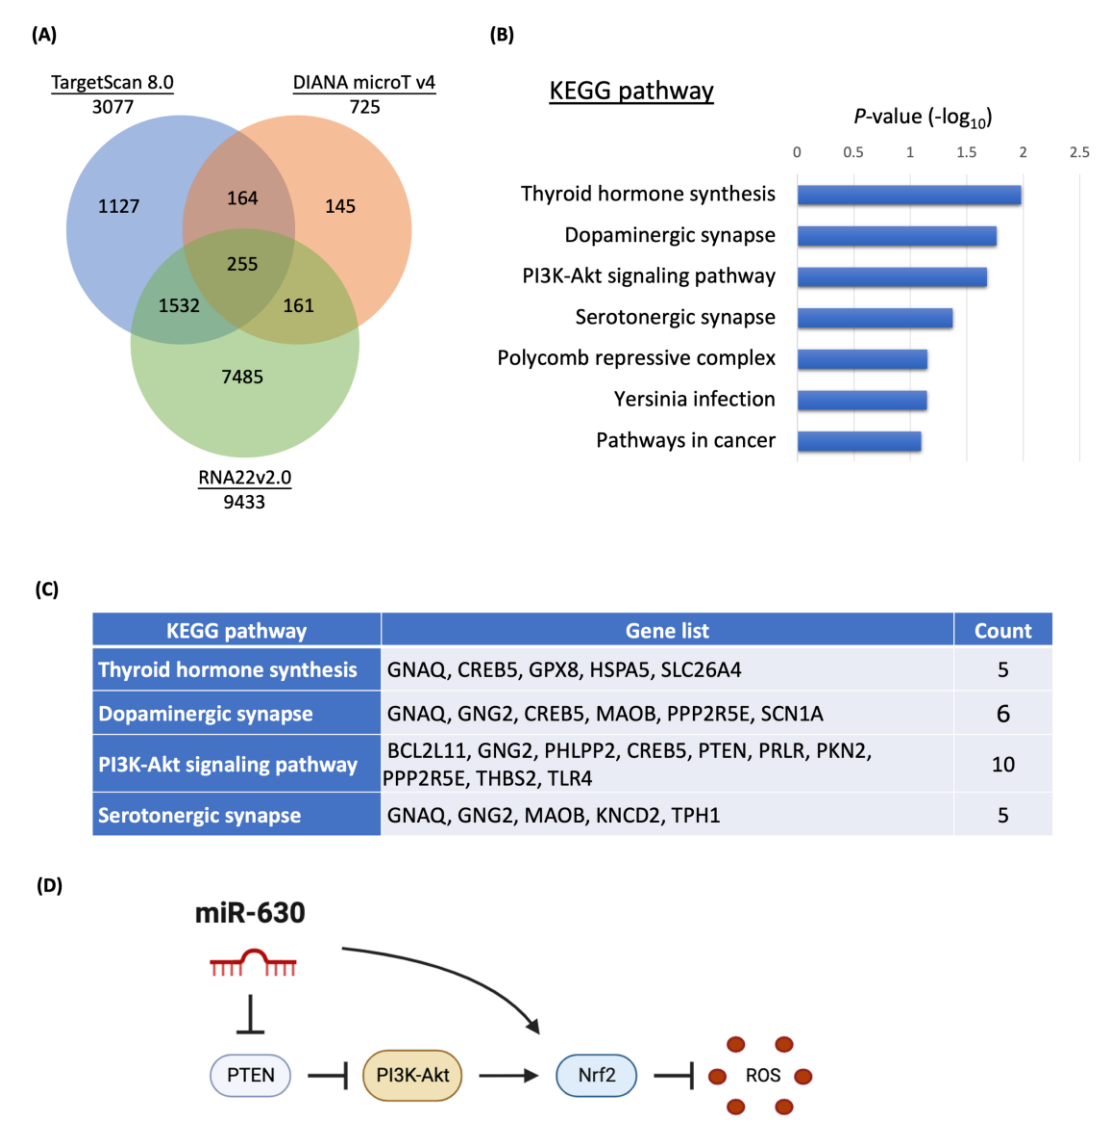 (A)
TargetScan 8.0
3077
DIANA microT v4
725
1127
164
145
255
1532
161
7485
RNA22v2.0
9433
(B)
KEGG pathway
P-value (-log10)
0 0.5 1 1.5 2 2.5
Thyroid hormone synthesis
Dopaminergic synapse
PI3K-Akt signaling pathway
Serotonergic synapse
Polycomb repressive complex
Yersinia infection
Pathways in cancer
(C)
KEGG pathway Gene list Count
Thyroid hormone synthesis GNAQ, CREB5, GPX8, HSPA5, SLC26A4 5
Dopaminergic synapse GNAQ, GNG2, CREB5, MAOB, PPP2R5E, SCN1A 6
PI3K-Akt signaling pathway BCL2L11, GNG2, PHLPP2, CREB5, PTEN, PRLR, PKN2,
PPP2R5E, THBS2, TLR4 10
Serotonergic synapse GNAQ, GNG2, MAOB, KNCD2, TPH1 5
(D)
miR-630
PTEN PI3K-Akt Nrf2 ROS